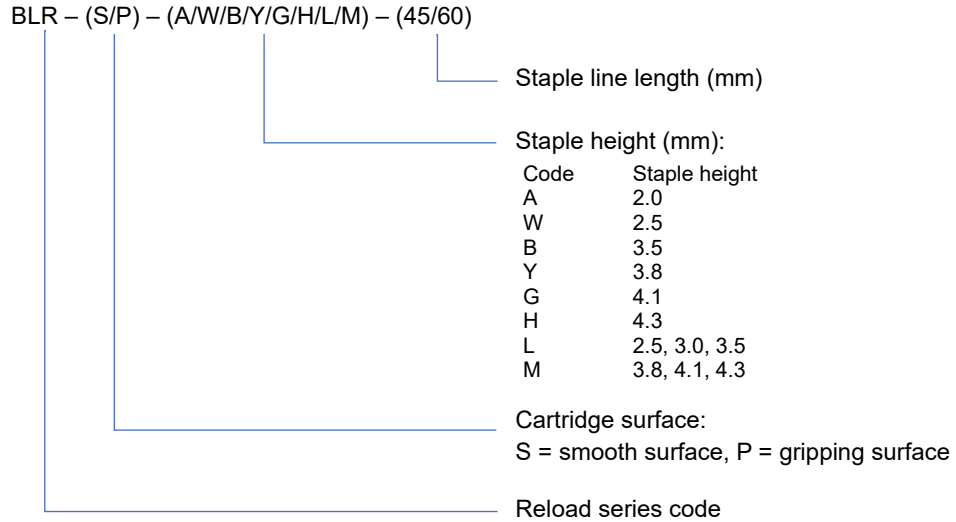 BLR – (S/P) – (A/W/B/Y/G/H/L/M) – (45/60)
Staple line length (mm)
Staple height (mm):
Code Staple height
A 2.0
W 2.5
B 3.5
Y 3.8
G 4.1
H 4.3
L 2.5, 3.0, 3.5
M 3.8, 4.1, 4.3
Cartridge surface:
S = smooth surface, P = gripping surface
Reload series code